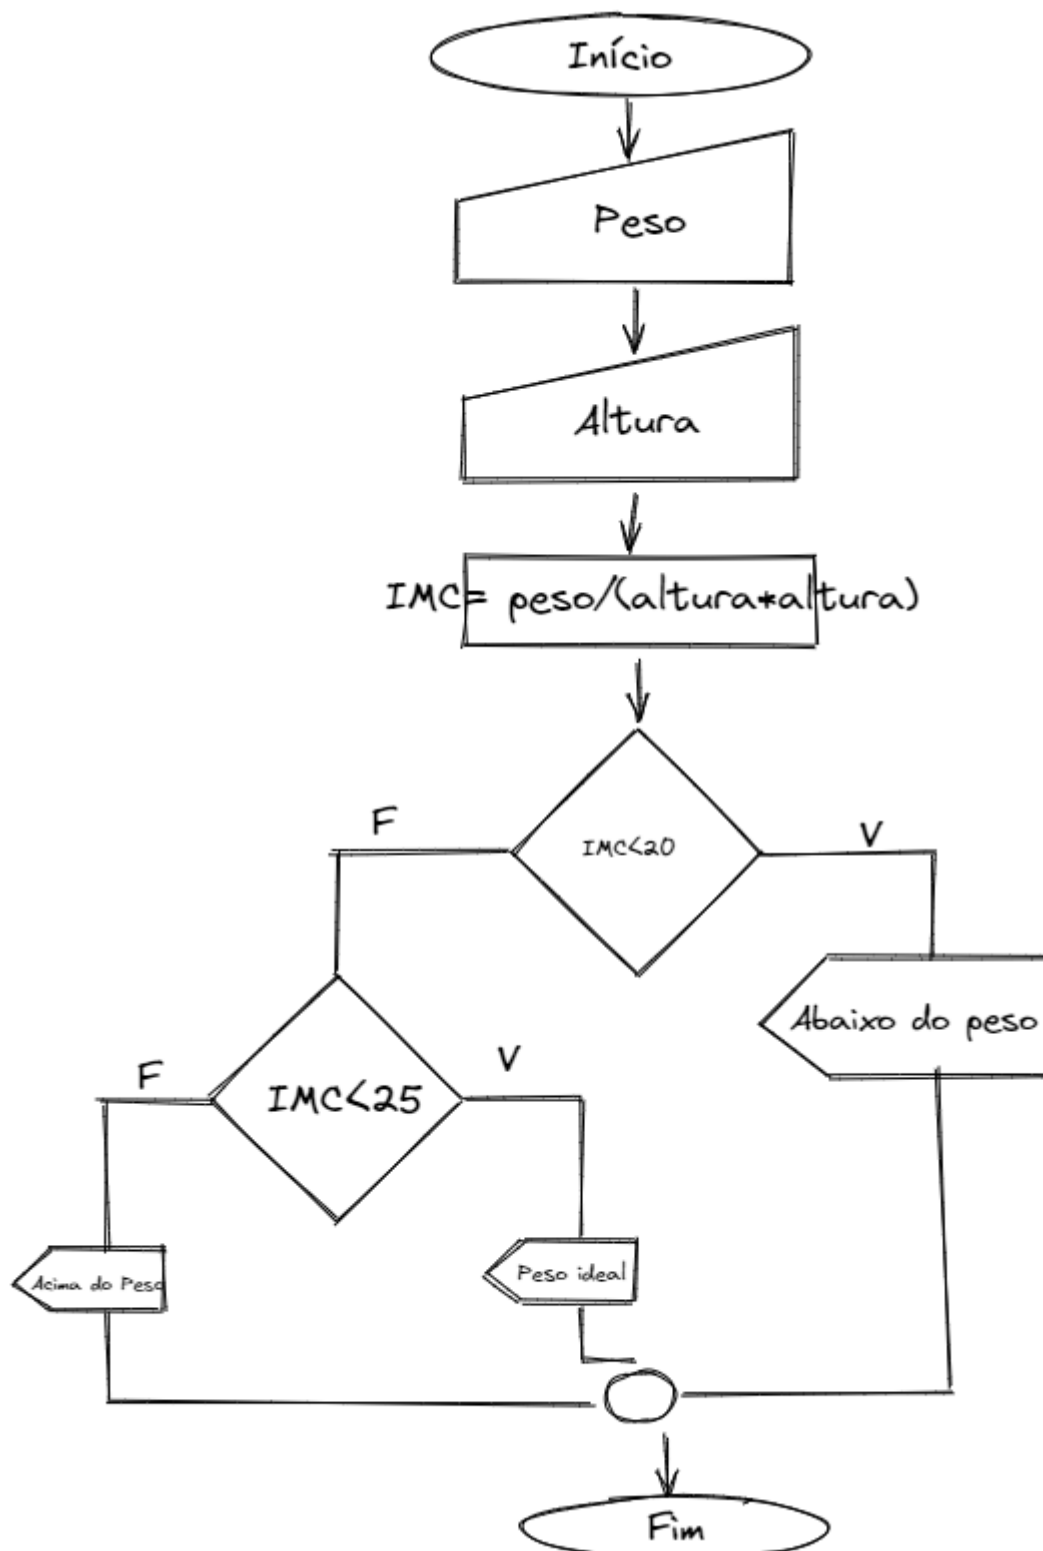 Início
Peso
Altura
IMC= peso/(altura*altura)
F
IMC<20
V
Abaixo do peso
F
IMC<25
V
Acima do Peso
Peso ideal
Fim